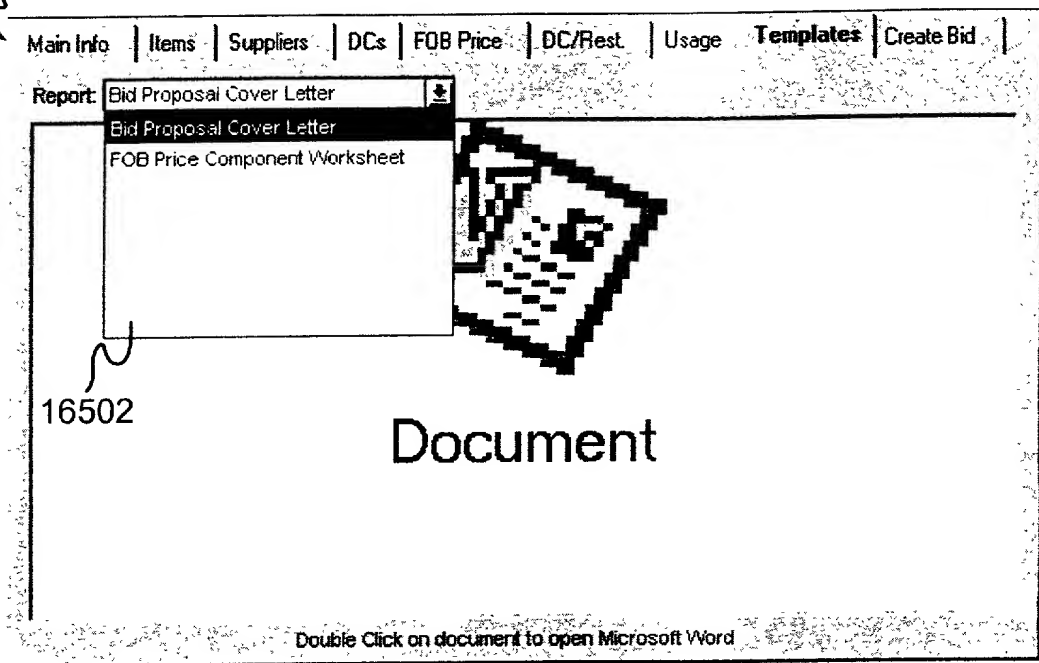 Main Info Items Suppliers DCs FOB Price DC/Rest. Usage Templates Create Bid
Report: Bid Proposal Cover Letter
Bid Proposal Cover Letter
FOB Price Component Worksheet
16502
Document
Double Click on document to open Microsoft Word